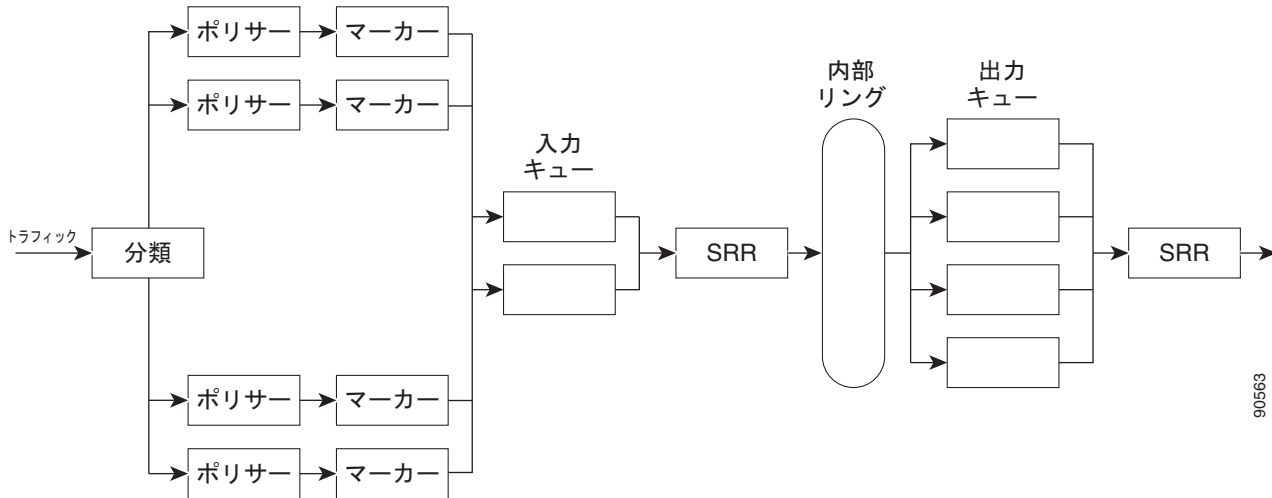 ポリサー
マーカー
ポリサー
マーカー
内部
リング
出力
キュー
入力
キュー
トラフィック
分類
SRR
SRR
ポリサー
マーカー
ポリサー
マーカー
90563